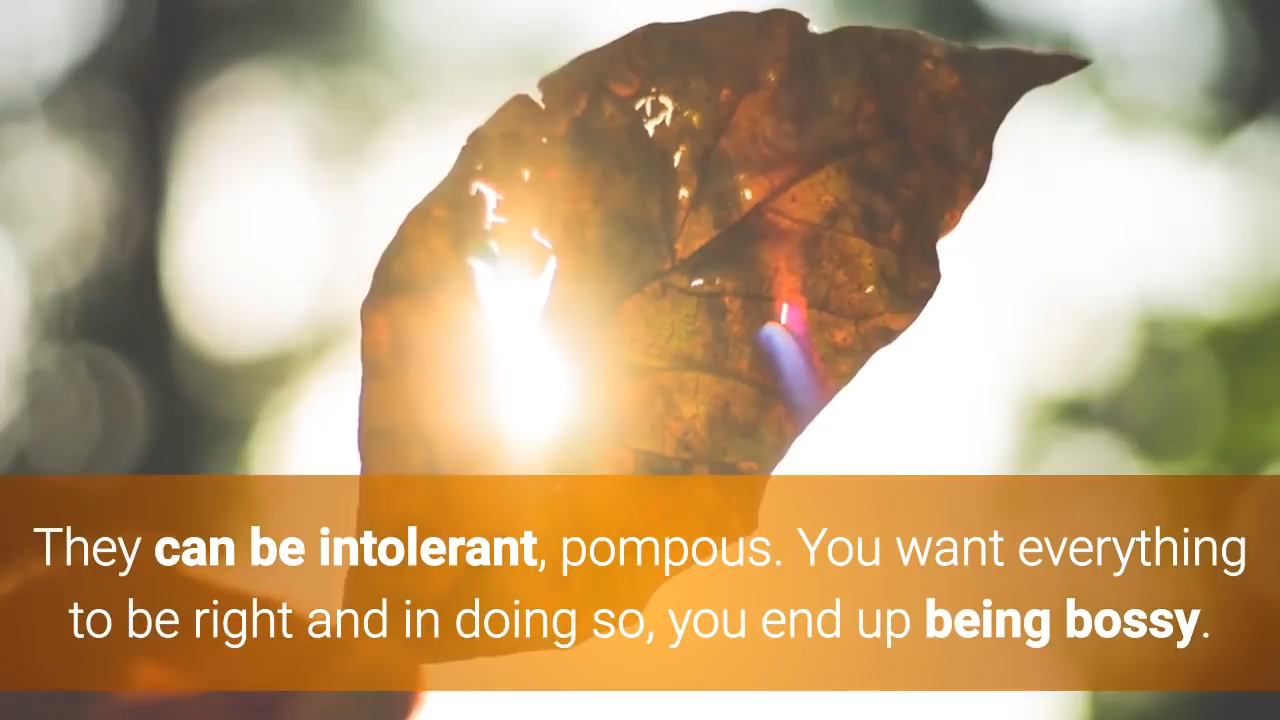 They can be intolerant, pompous. You want everything
to be right and in doing so, you end up being bossy.